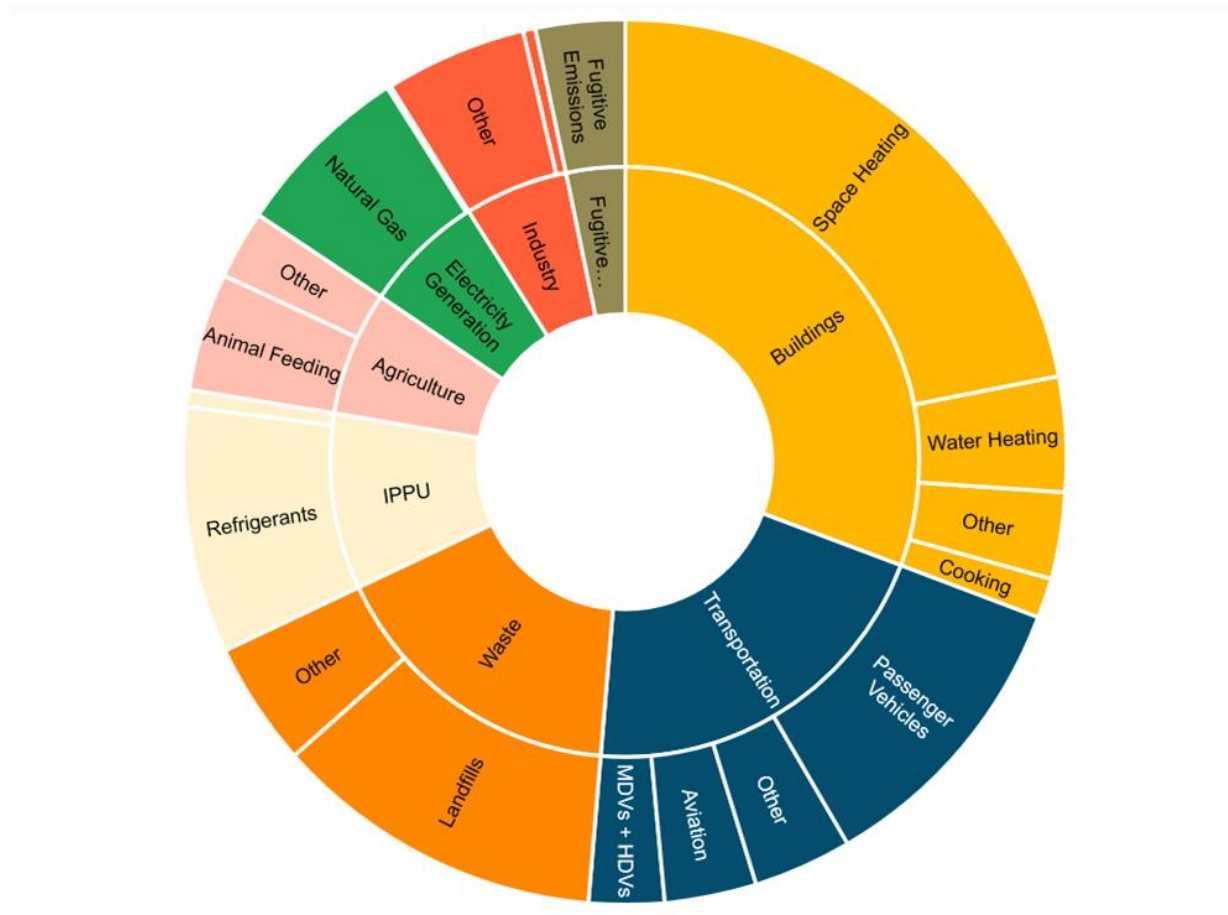 Fugitive
Emissions
Fugitive…
Space Heating
Buildings
Water Heating
Other
Cooking
Transportation
Passenger
Vehicles
Other
Aviation
MDVs + HDVs
Waste
Landfills
Other
IPPU
Refrigerants
Agriculture
Animal Feeding
Other
Electricity
Generation
Natural Gas
Industry
Other